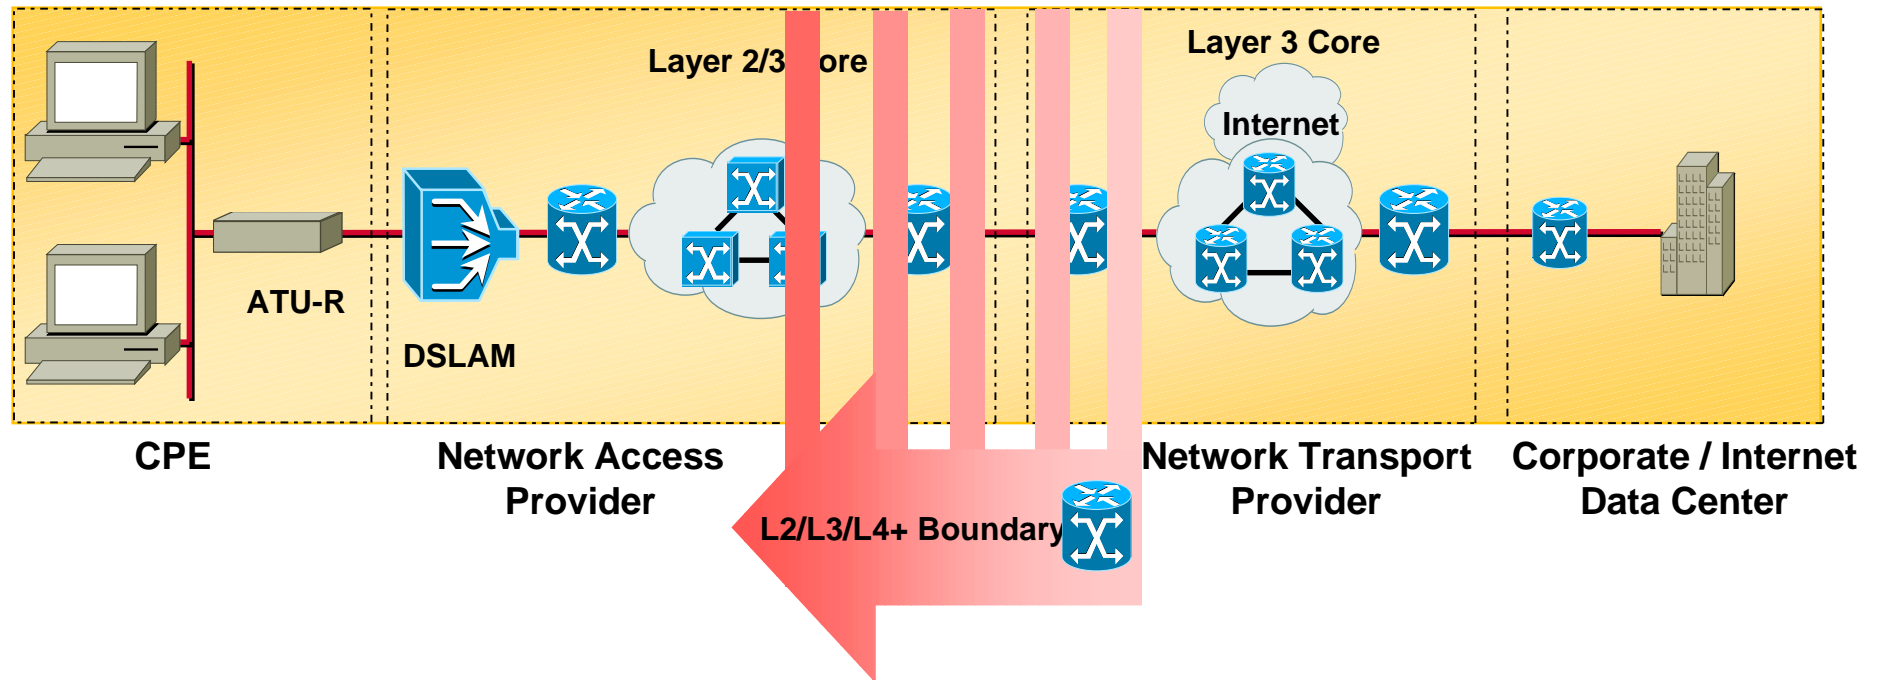 Layer 2/3 ore
Layer 3 Core
Internet
ATU-R
DSLAM
CPE
Network Access
Provider
Network Transport
Provider
Corporate / Internet
Data Center
L2/L3/L4+ Boundary